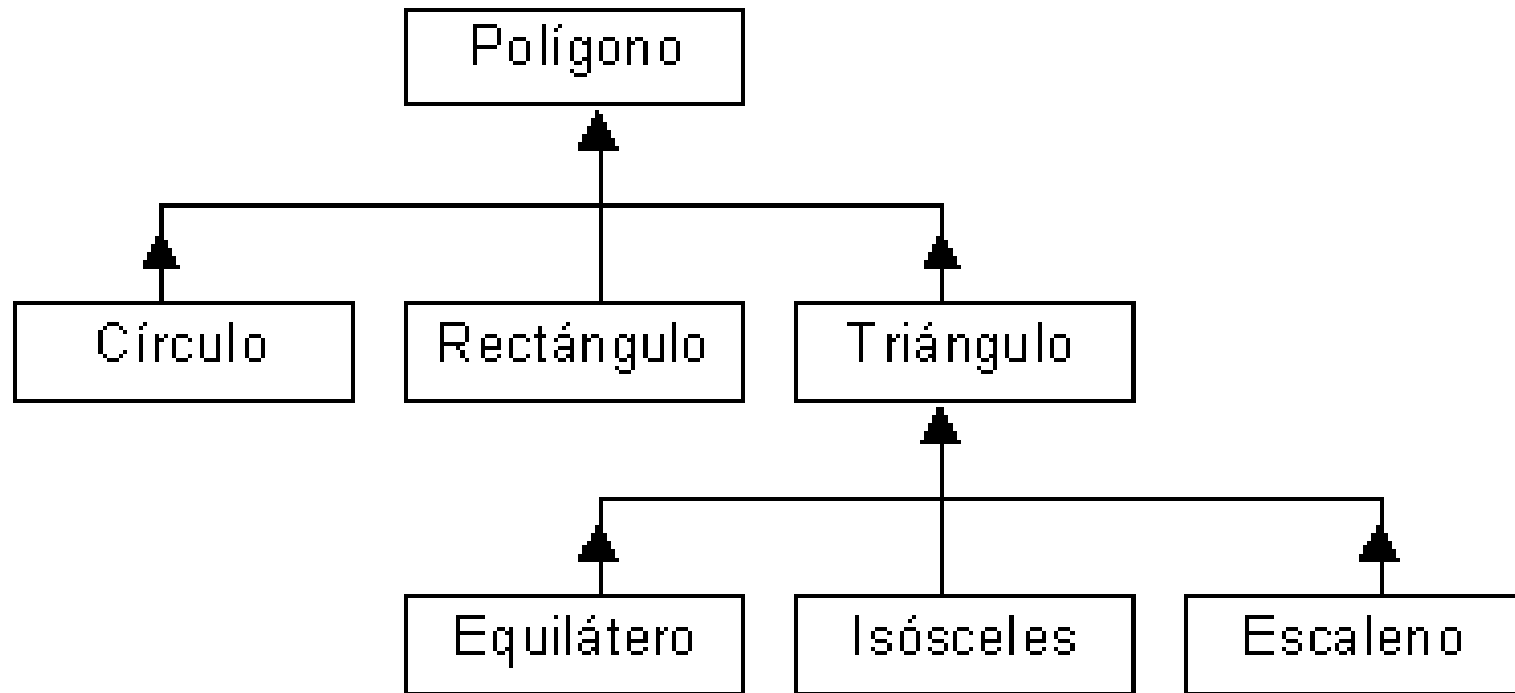 Polígono
Círculo
Rectángulo
Triángulo
Equilátero
Isósceles
Escaleno